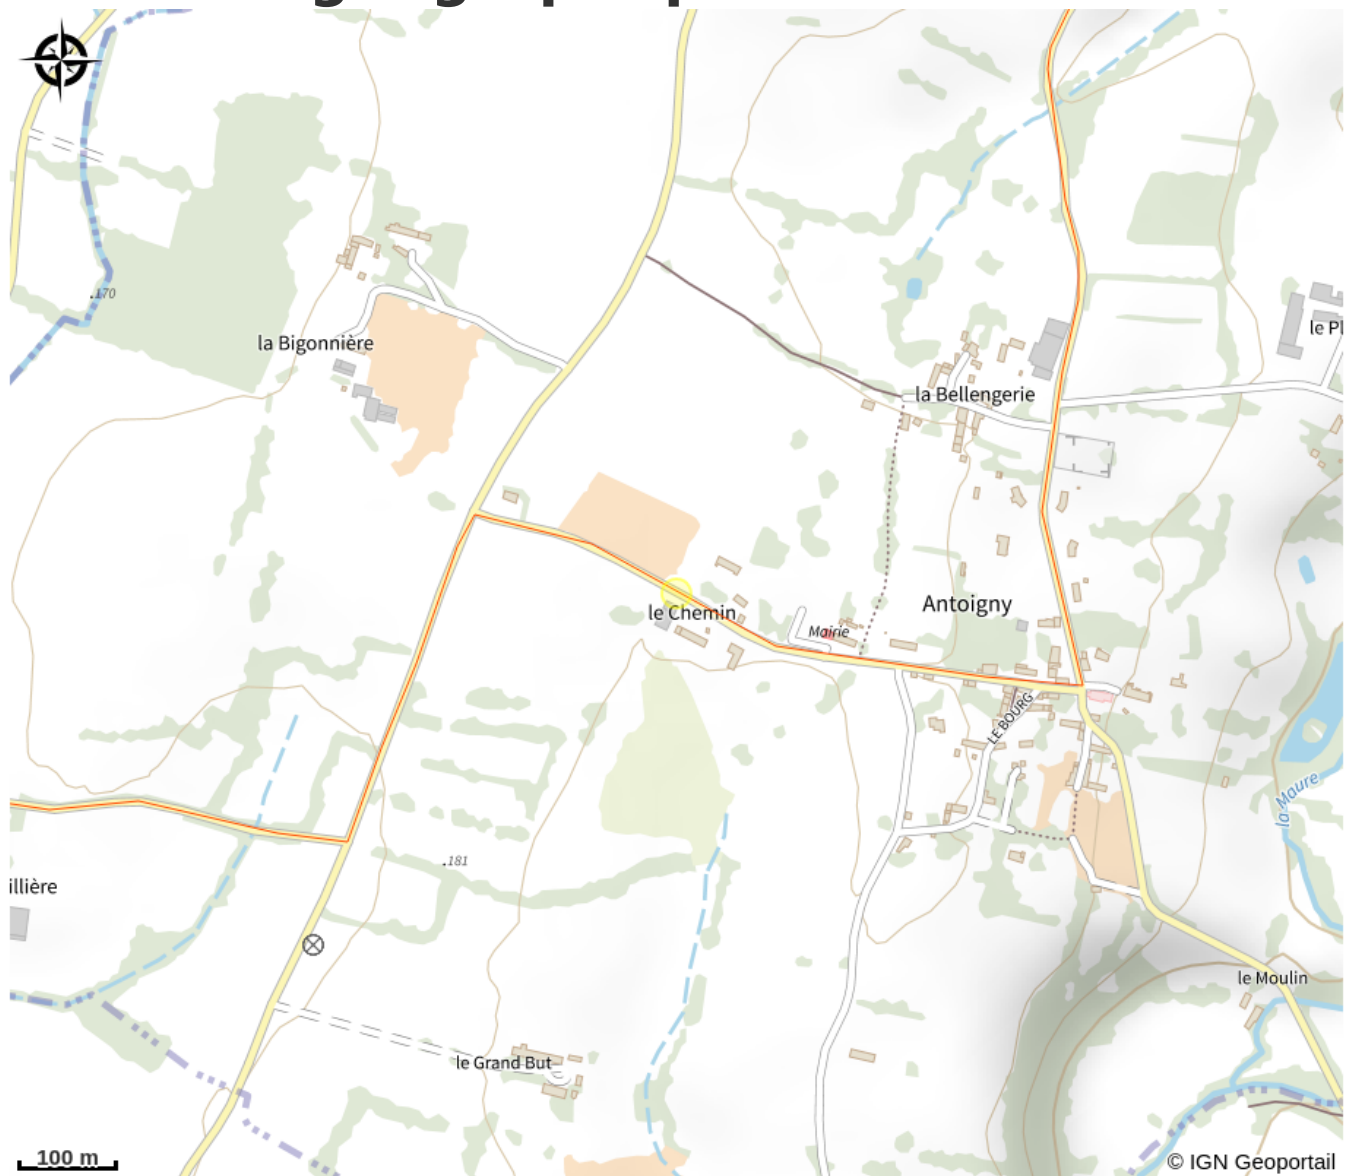 .170
la Bigonnière
le Pl
la Bellengerie
le Chemin
Mairie
Antoigny
LE BOURG
la Maure
.181
illière
le Moulin
le Grand But
100 m
© IGN Geoportail